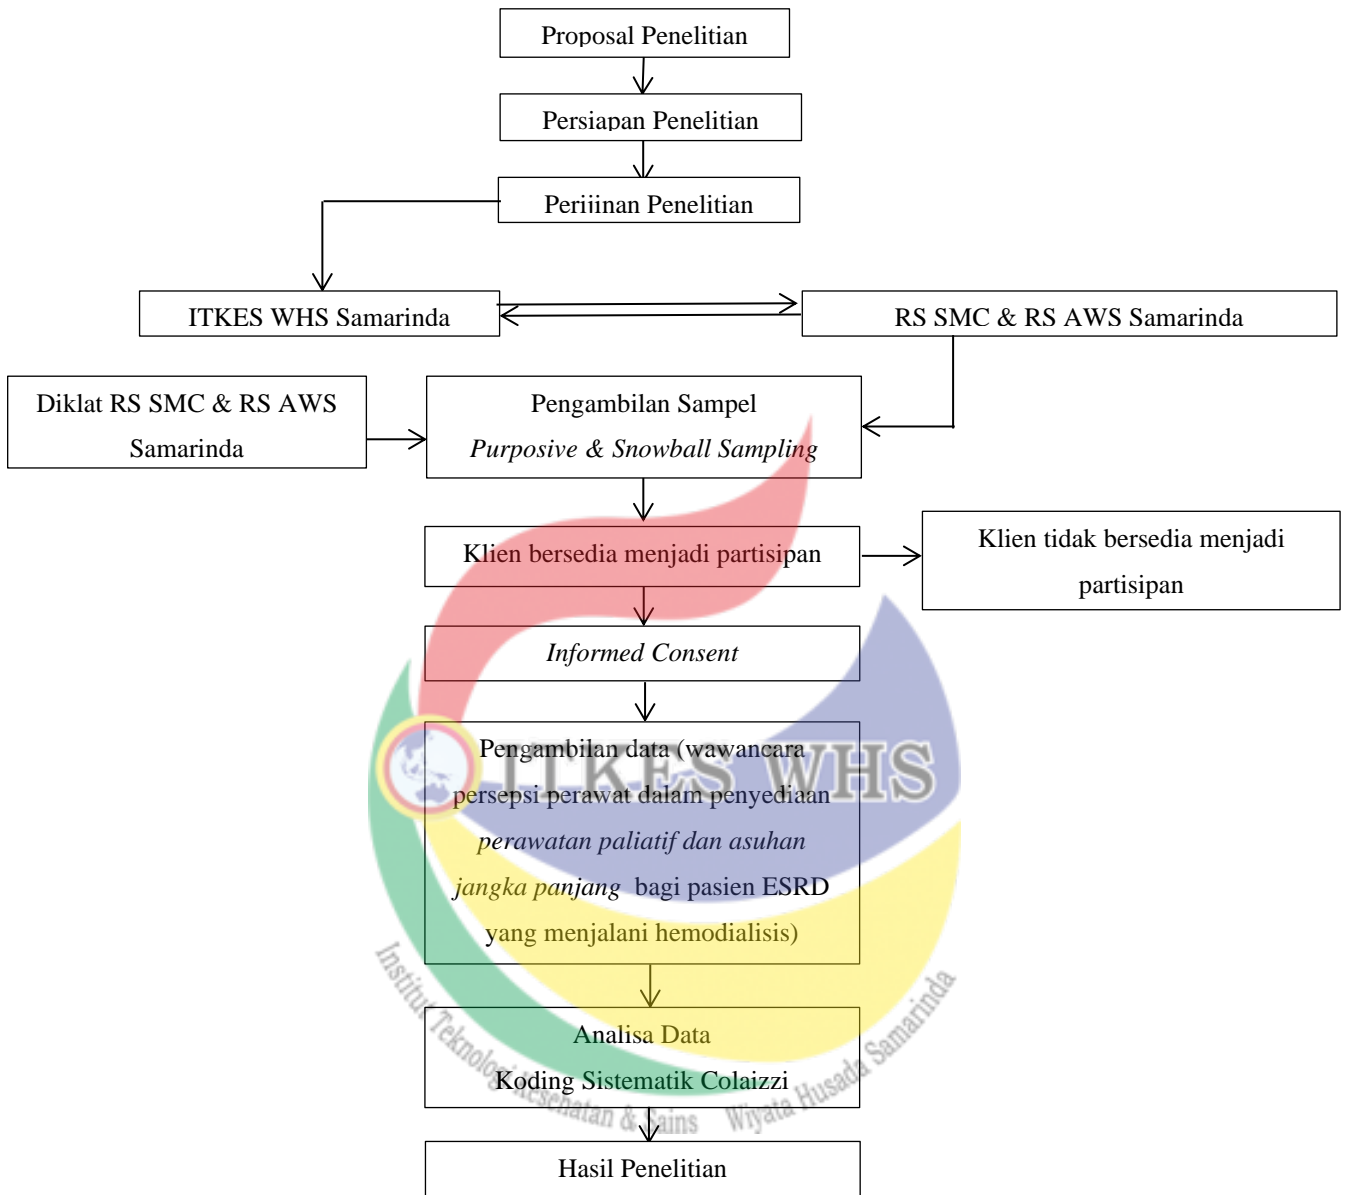 Proposal Penelitian
Persiapan Penelitian
Perijinan Penelitian
ITKES WHS Samarinda
RS SMC & RS AWS Samarinda
Diklat RS SMC & RS AWS
Samarinda
Pengambilan Sampel
Purposive & Snowball Sampling
Klien bersedia menjadi partisipan
Klien tidak bersedia menjadi
partisipan
Informed Consent
Pengambilan data (wawancara
persepsi perawat dalam penyediaan
perawatan paliatif dan asuhan
jangka panjang bagi pasien ESRD
yang menjalani hemodialisis)
ITKES WHS
Analisa Data
Koding Sistematik Colaizzi
Institut Teknologi Kesehatan & Sains Wiyata Husada Samarinda
Hasil Penelitian